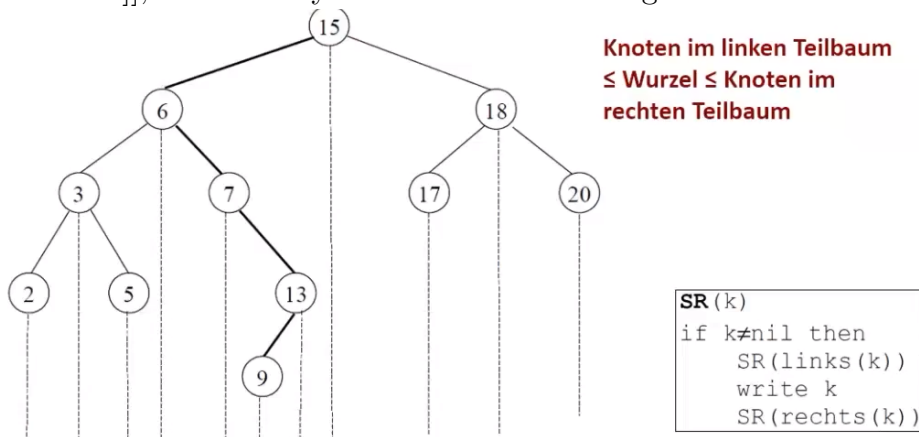 15
Knoten im linken Teilbaum
≤ Wurzel ≤ Knoten im
rechten Teilbaum
6
18
3
7
17
20
2
5
13
9
SR(k)
if k≠nil then
SR(links(k))
write k
SR(rechts(k))